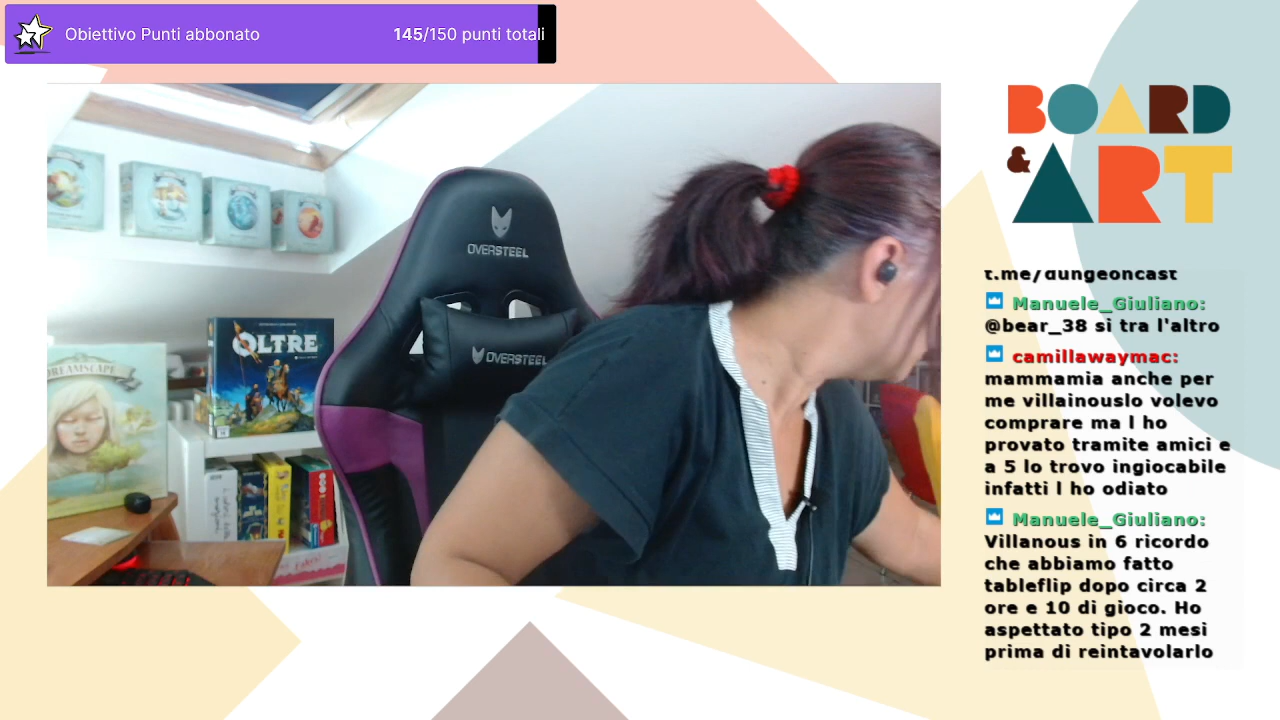 Obiettivo Punti abbonato
145/150 punti totali
BOARD
& ART
OVERSTEEL
OVERSTEEL
OLTRE
DREAMSCAPE
t.me/dungeoncast
Manuele_Giuliano:
@bear_38 si tra l'altro
camillawaymac:
mammamia anche per
me villainouslo volevo
comprare ma l ho
provato tramite amici e
a 5 lo trovo ingiocabile
infatti l ho odiato
Manuele_Giuliano:
Villanous in 6 ricordo
che abbiamo fatto
tableflip dopo circa 2
ore e 10 di gioco. Ho
aspettato tipo 2 mesi
prima di reintavolarlo